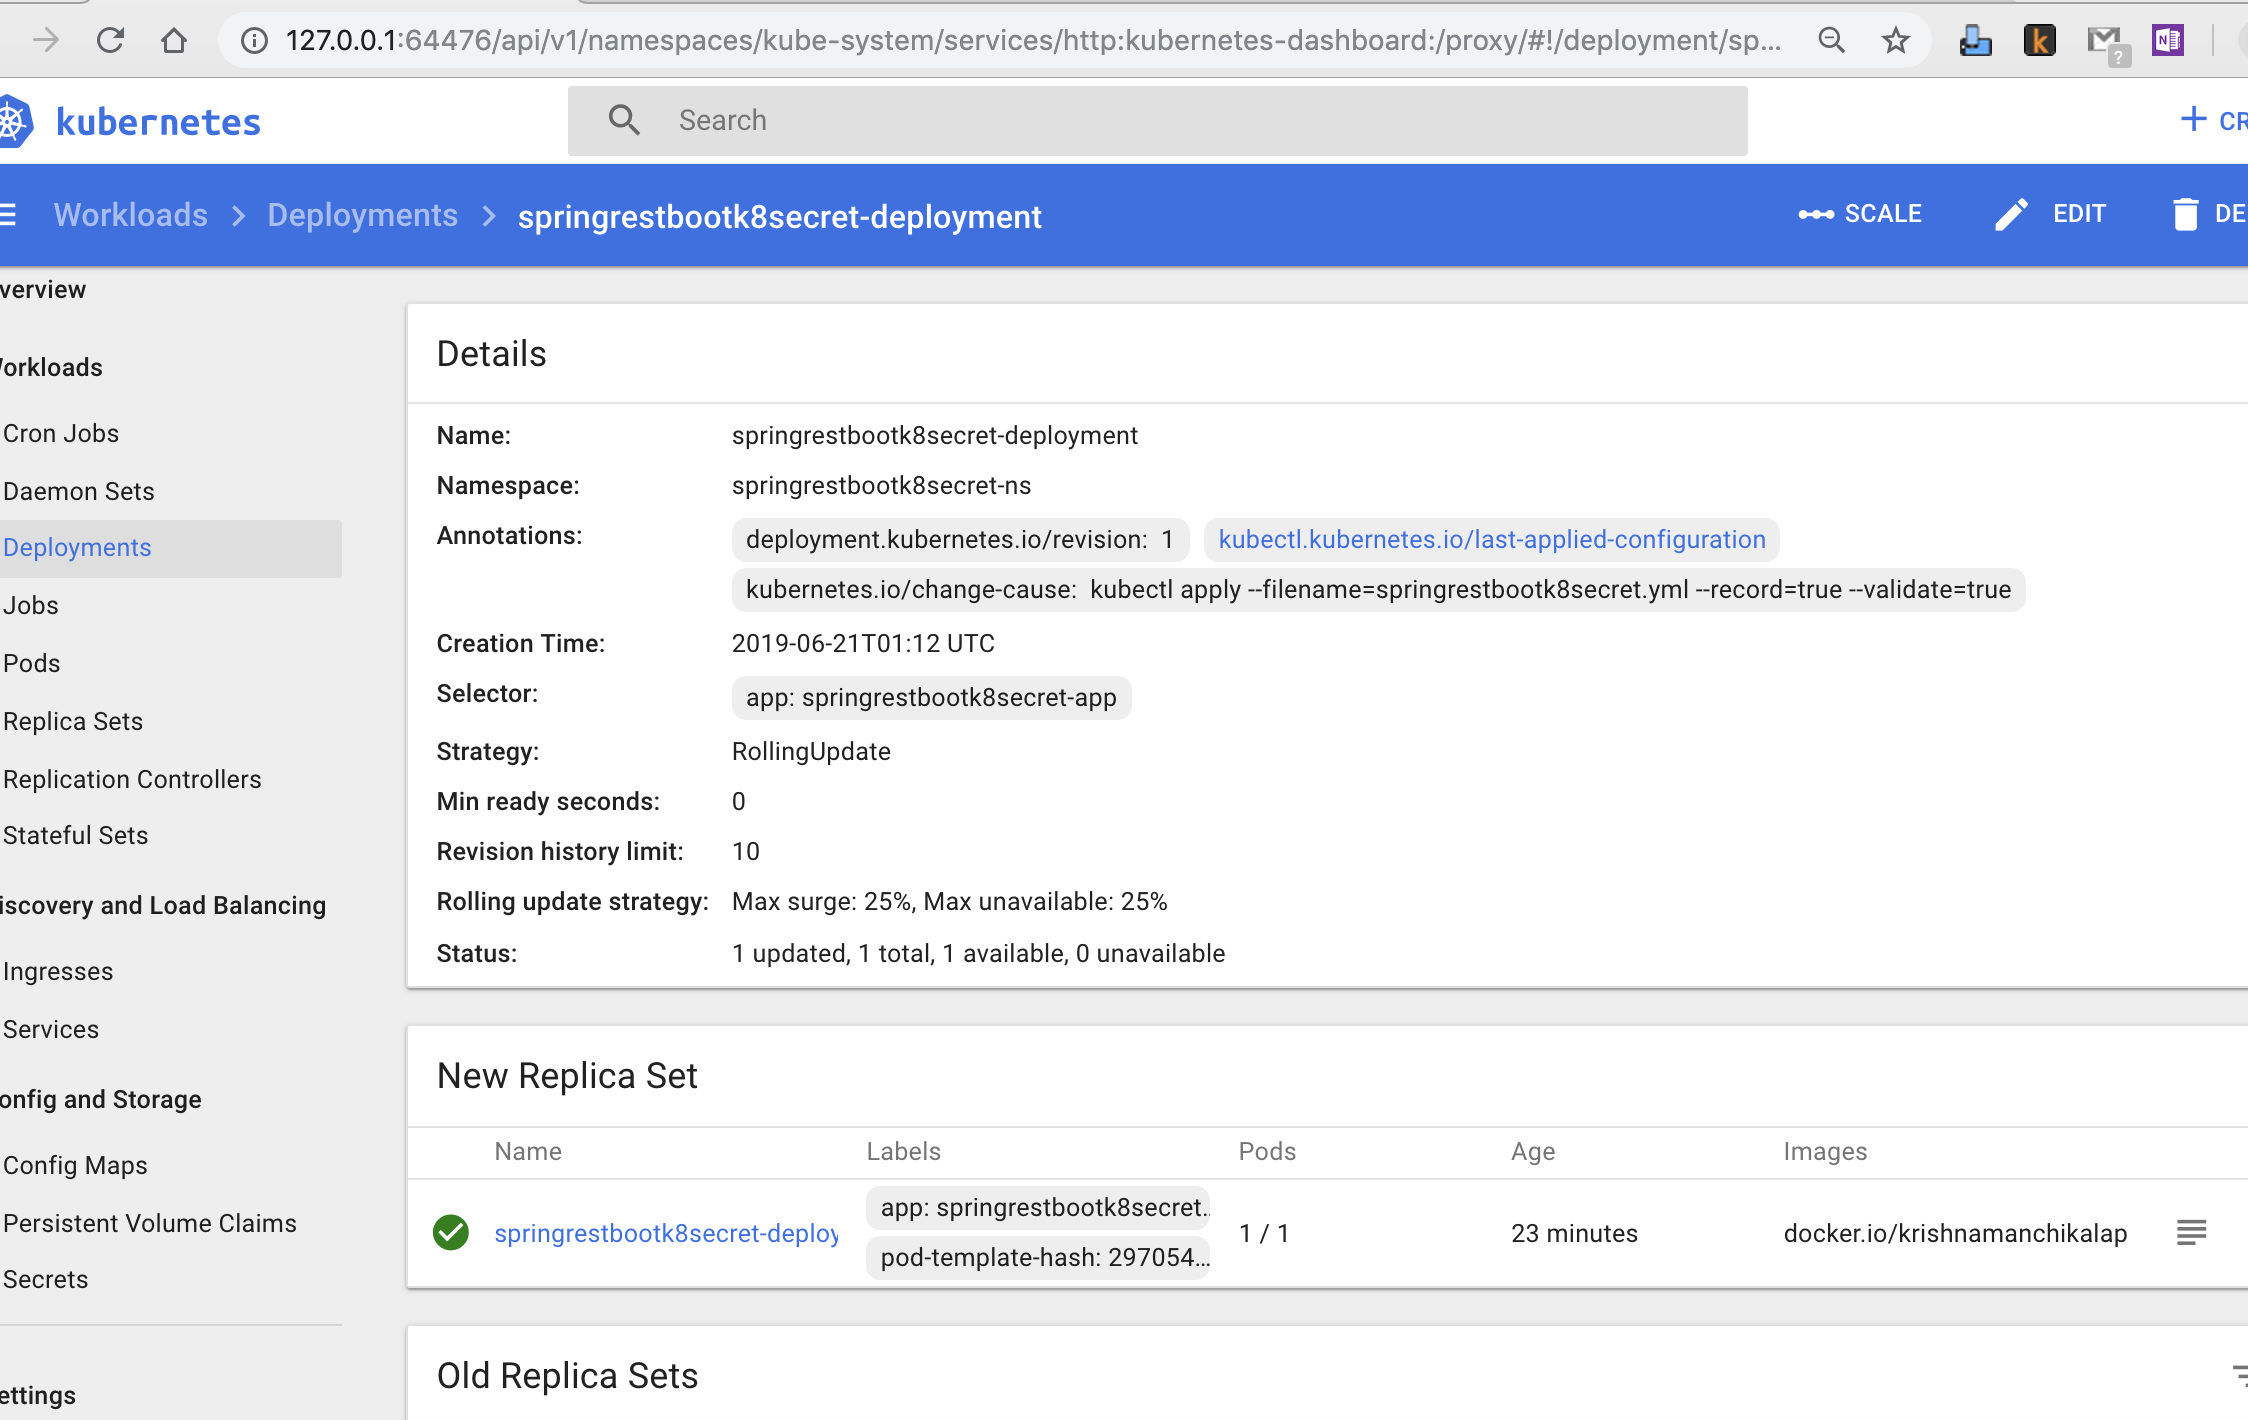 127.0.0.1:64476/api/v1/namespaces/kube-system/services/http:kubernetes-dashboard:/proxy/#!/deployment/sp...
kubernetes
Search
CR
Workloads > Deployments > springrestbootk8secret-deployment
SCALE
EDIT
DE
verview
orkloads
Cron Jobs
Daemon Sets
Deployments
Jobs
Pods
Replica Sets
Replication Controllers
Stateful Sets
iscovery and Load Balancing
Ingresses
Services
onfig and Storage
Config Maps
Persistent Volume Claims
Secrets
ettings
Details
Name: springrestbootk8secret-deployment
Namespace: springrestbootk8secret-ns
Annotations: deployment.kubernetes.io/revision: 1 kubectl.kubernetes.io/last-applied-configuration
kubernetes.io/change-cause: kubectl apply --filename=springrestbootk8secret.yml --record=true --validate=true
Creation Time: 2019-06-21T01:12 UTC
Selector: app: springrestbootk8secret-app
Strategy: RollingUpdate
Min ready seconds: 0
Revision history limit: 10
Rolling update strategy: Max surge: 25%, Max unavailable: 25%
Status: 1 updated, 1 total, 1 available, 0 unavailable
New Replica Set
Name Labels Pods Age Images
springrestbootk8secret-deploy app: springrestbootk8secret.. 1 / 1 23 minutes docker.io/krishnamanchikalap
pod-template-hash: 297054...
Old Replica Sets